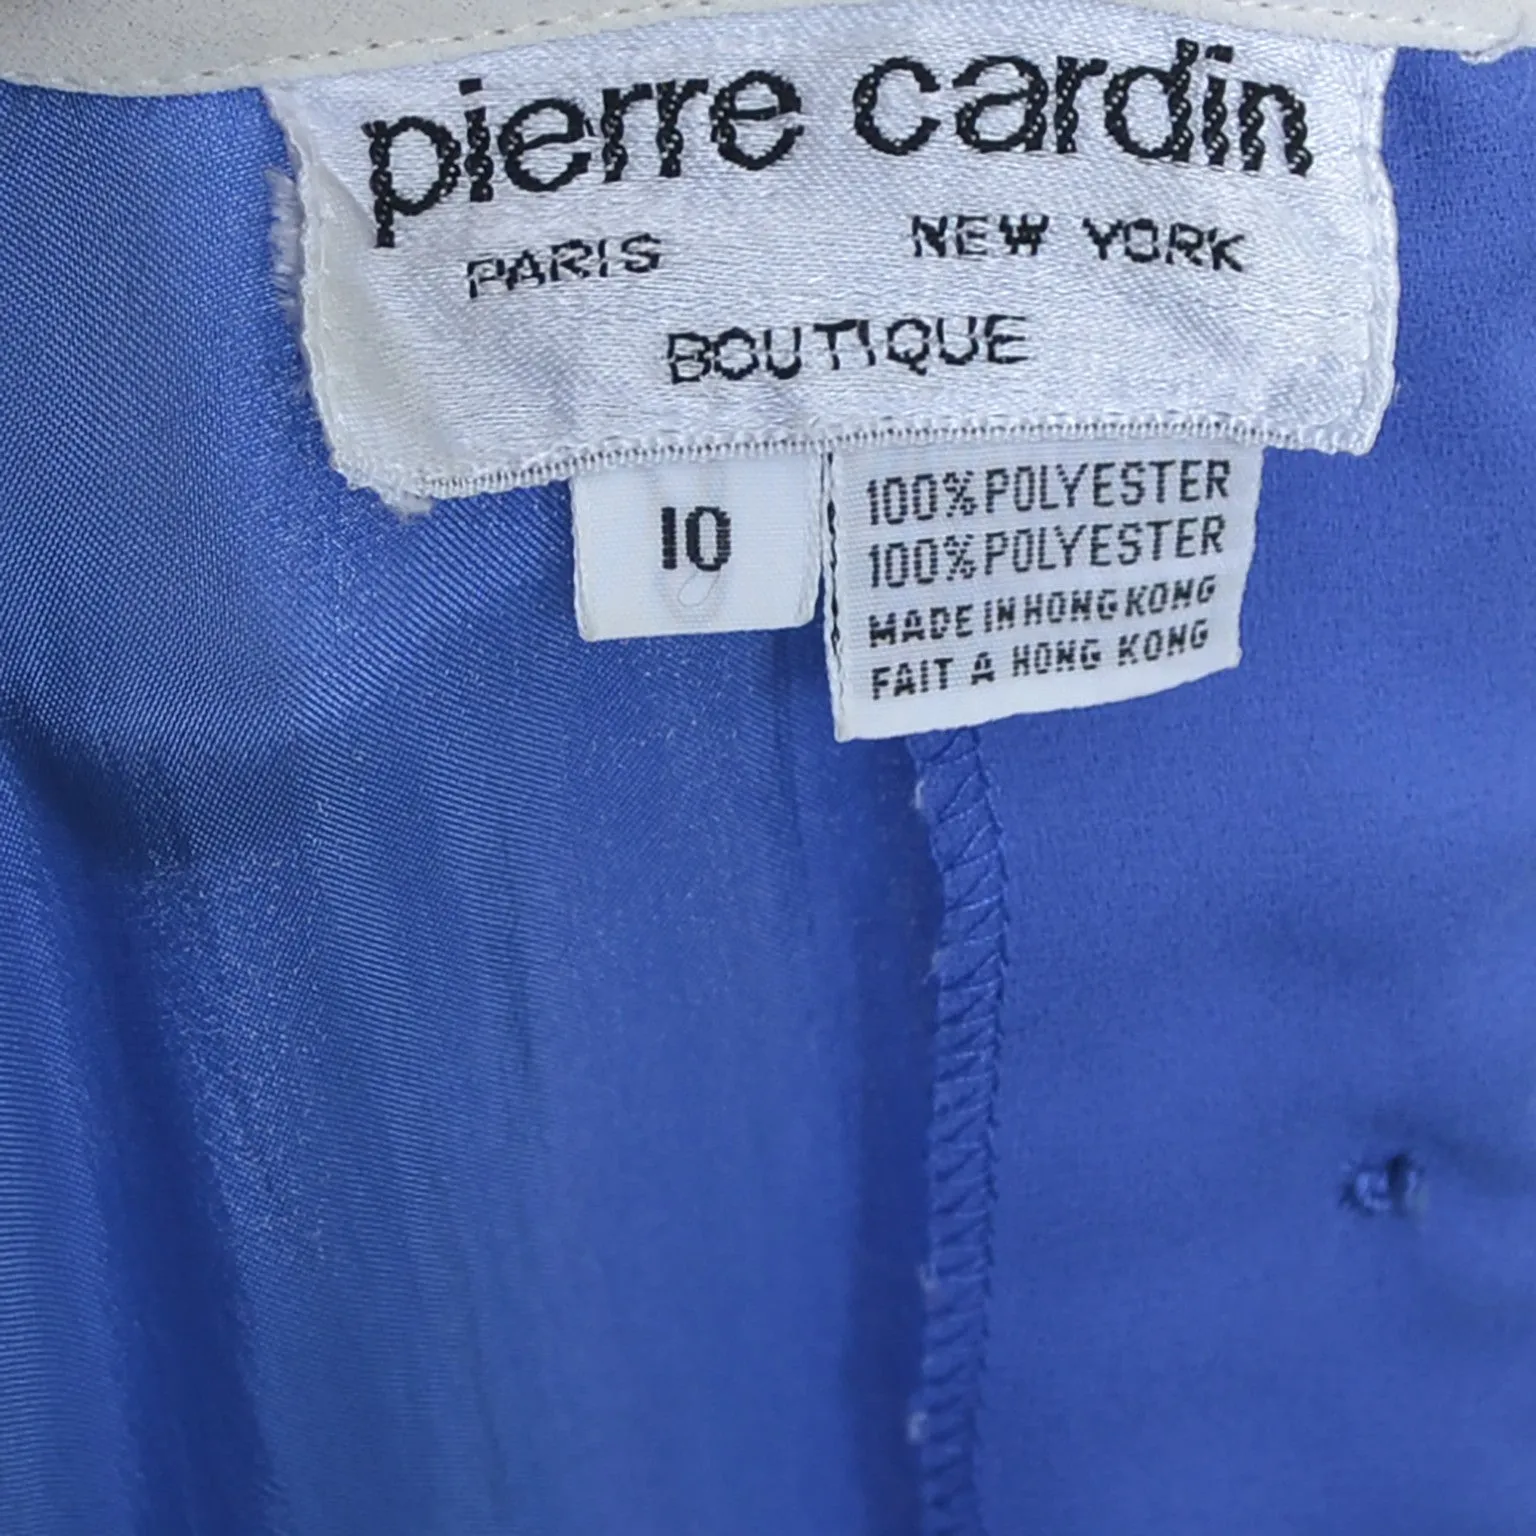 pierre cardin
PARIS NEW YORK
BOUTIQUE
10
100% POLYESTER
100% POLYESTER
MADE IN HONG KONG
FAIT A HONG KONG